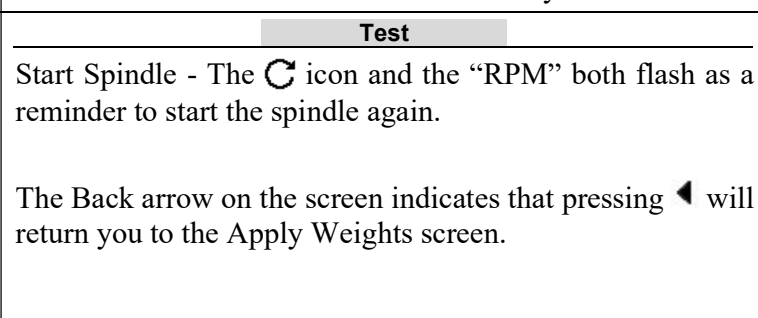 Test
Start Spindle - The icon and the “RPM” both flash as a
reminder to start the spindle again.
The Back arrow on the screen indicates that pressing will
return you to the Apply Weights screen.